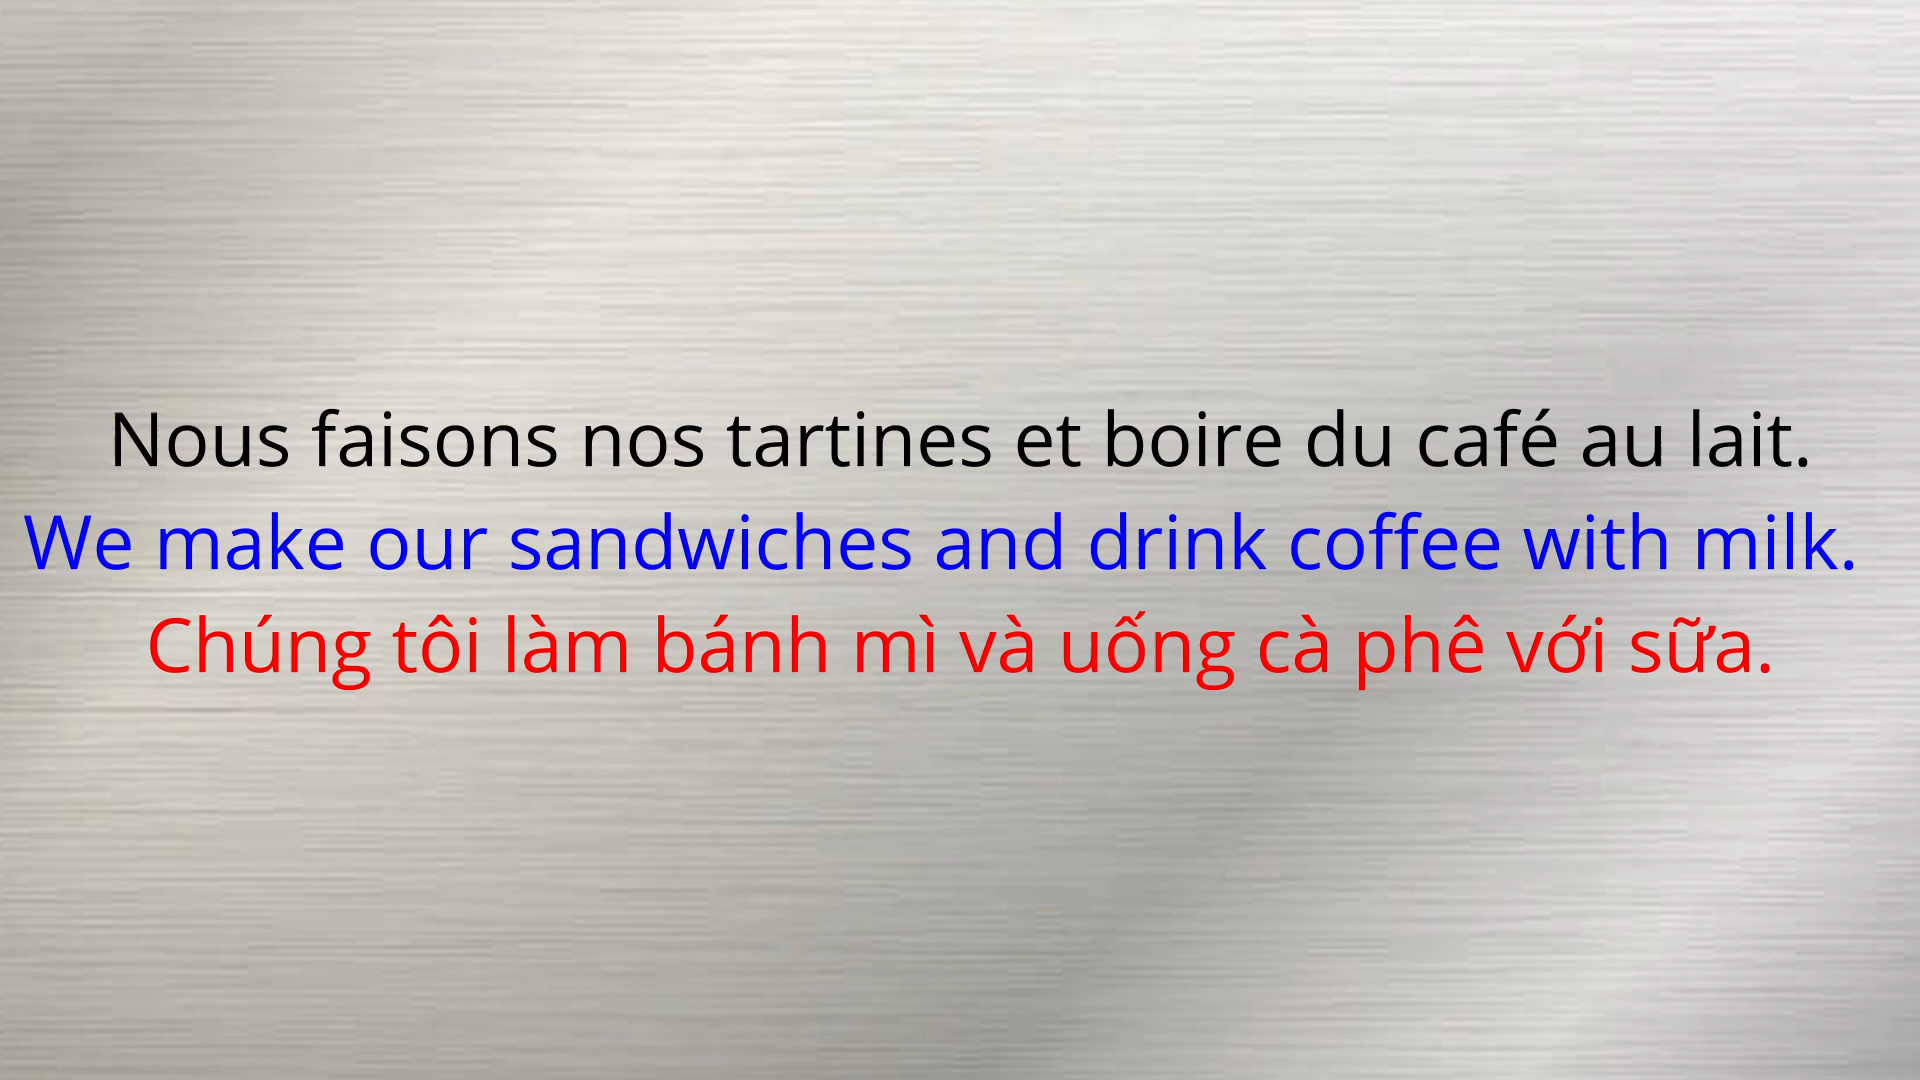 Nous faisons nos tartines et boire du café au lait.
We make our sandwiches and drink coffee with milk.
Chúng tôi làm bánh mì và uống cà phê với sữa.